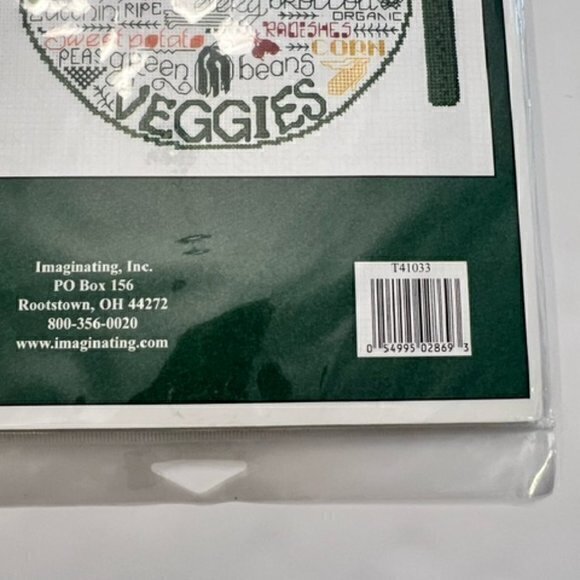 zucchini RIPE broccoli
ORGANIC
Sweet potato RADISHES CORN
PEAS green beans
VEGGIES
Imaginating, Inc.
PO Box 156
Rootstown, OH 44272
800-356-0020
www.imaginating.com
T41033
0 54995 02869 3